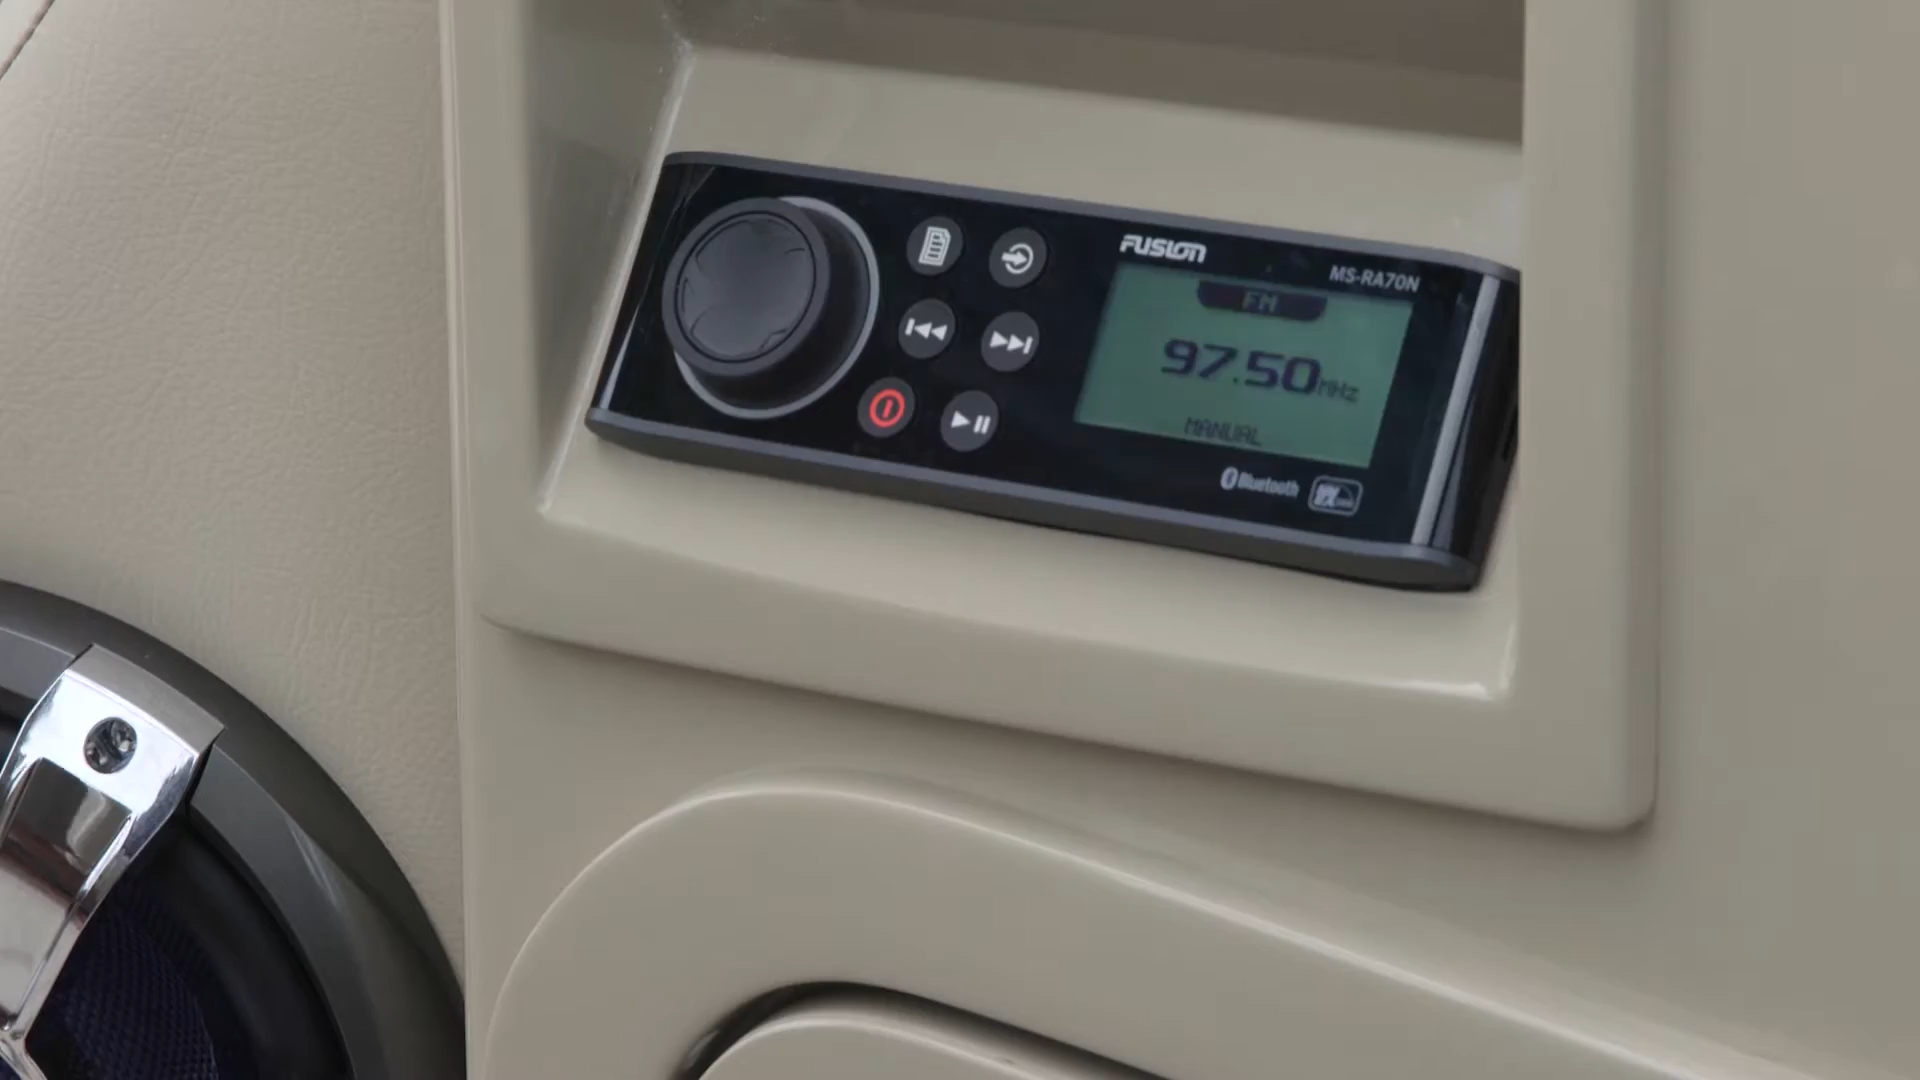 FUSION
MS-RA70N
FM
97.50MHz
MANUAL
Bluetooth